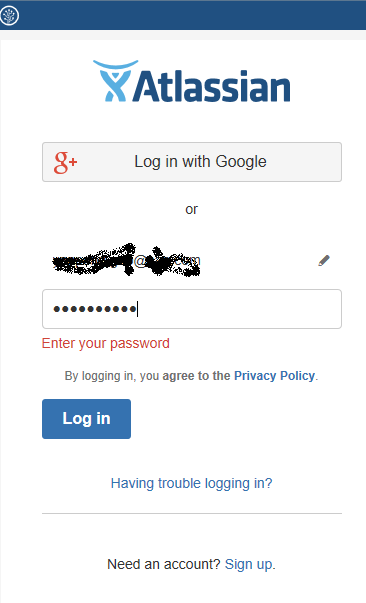 Atlassian
g+ Log in with Google
or
@
••••••••••
Enter your password
By logging in, you agree to the Privacy Policy.
Log in
Having trouble logging in?
Need an account? Sign up.